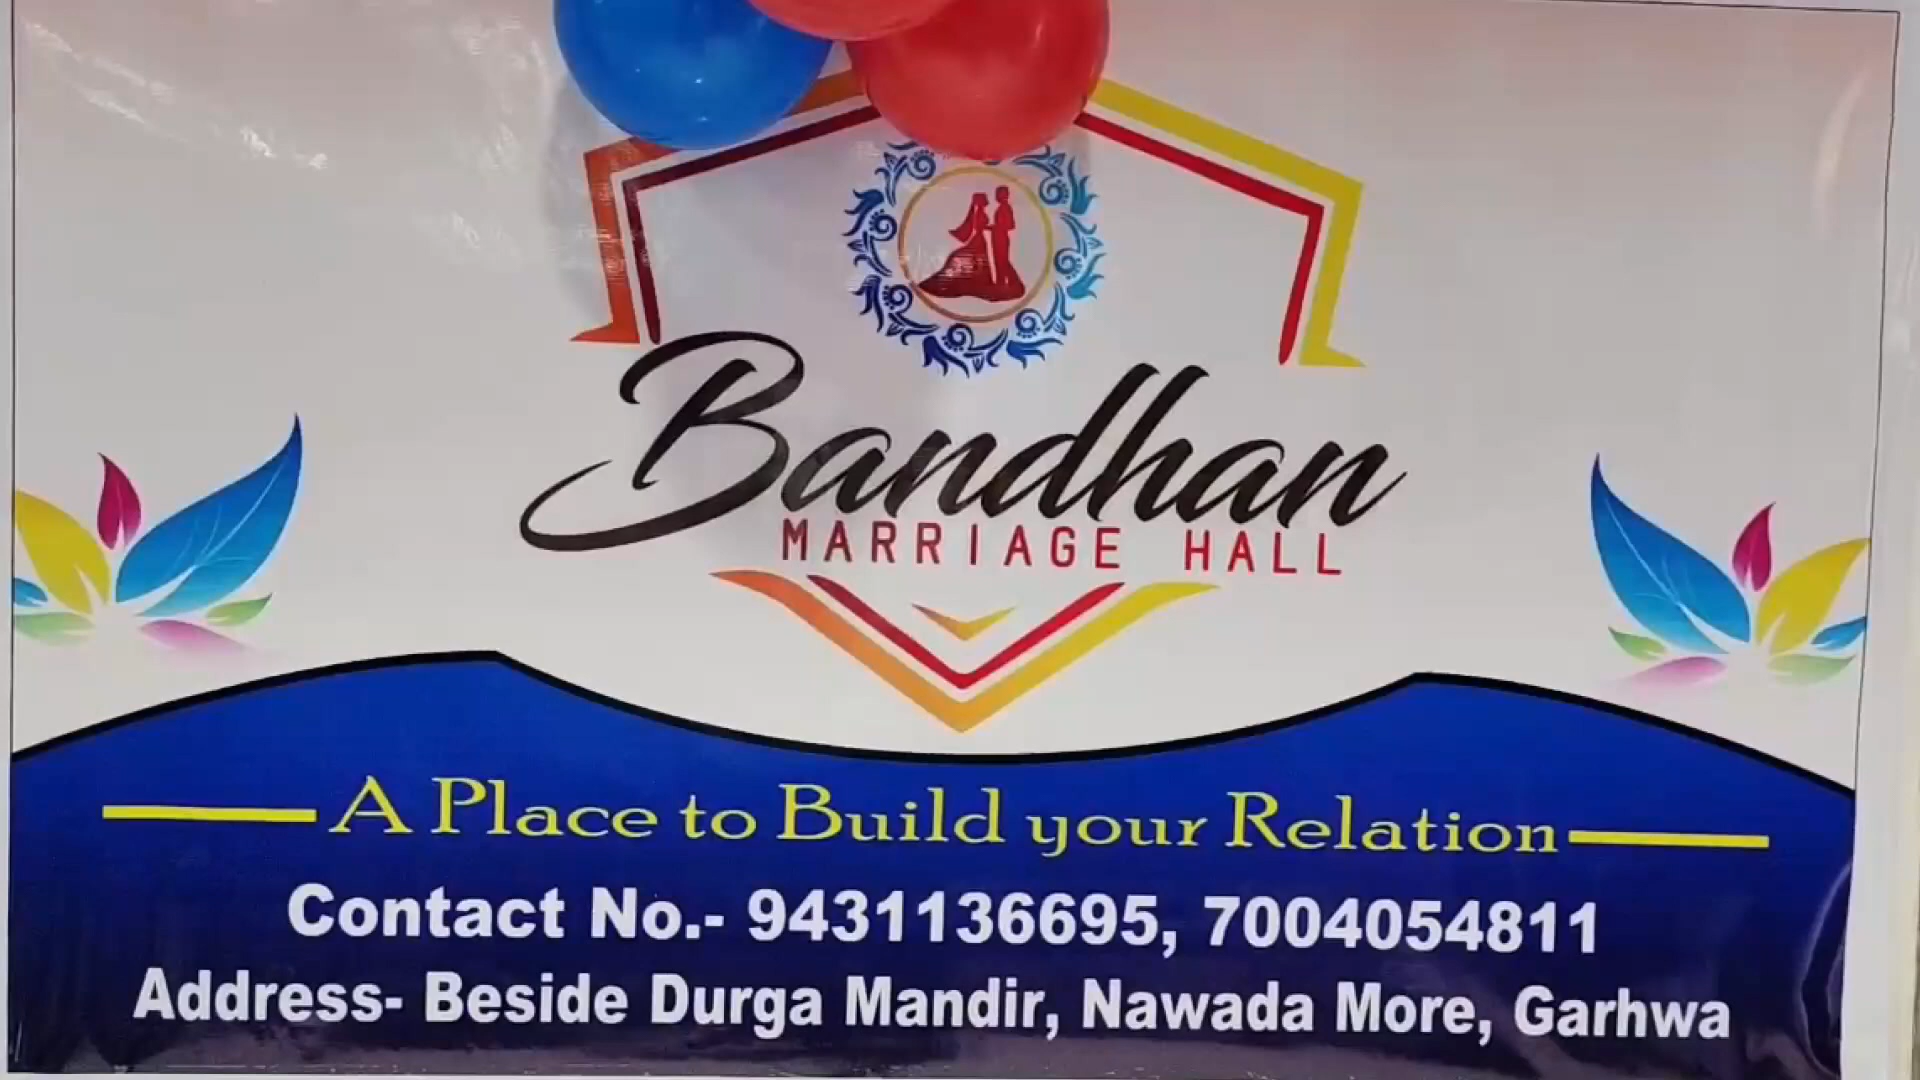 Bandhan
MARRIAGE HALL
A Place to Build your Relation
Contact No.- 9431136695, 7004054811
Address- Beside Durga Mandir, Nawada More, Garhwa